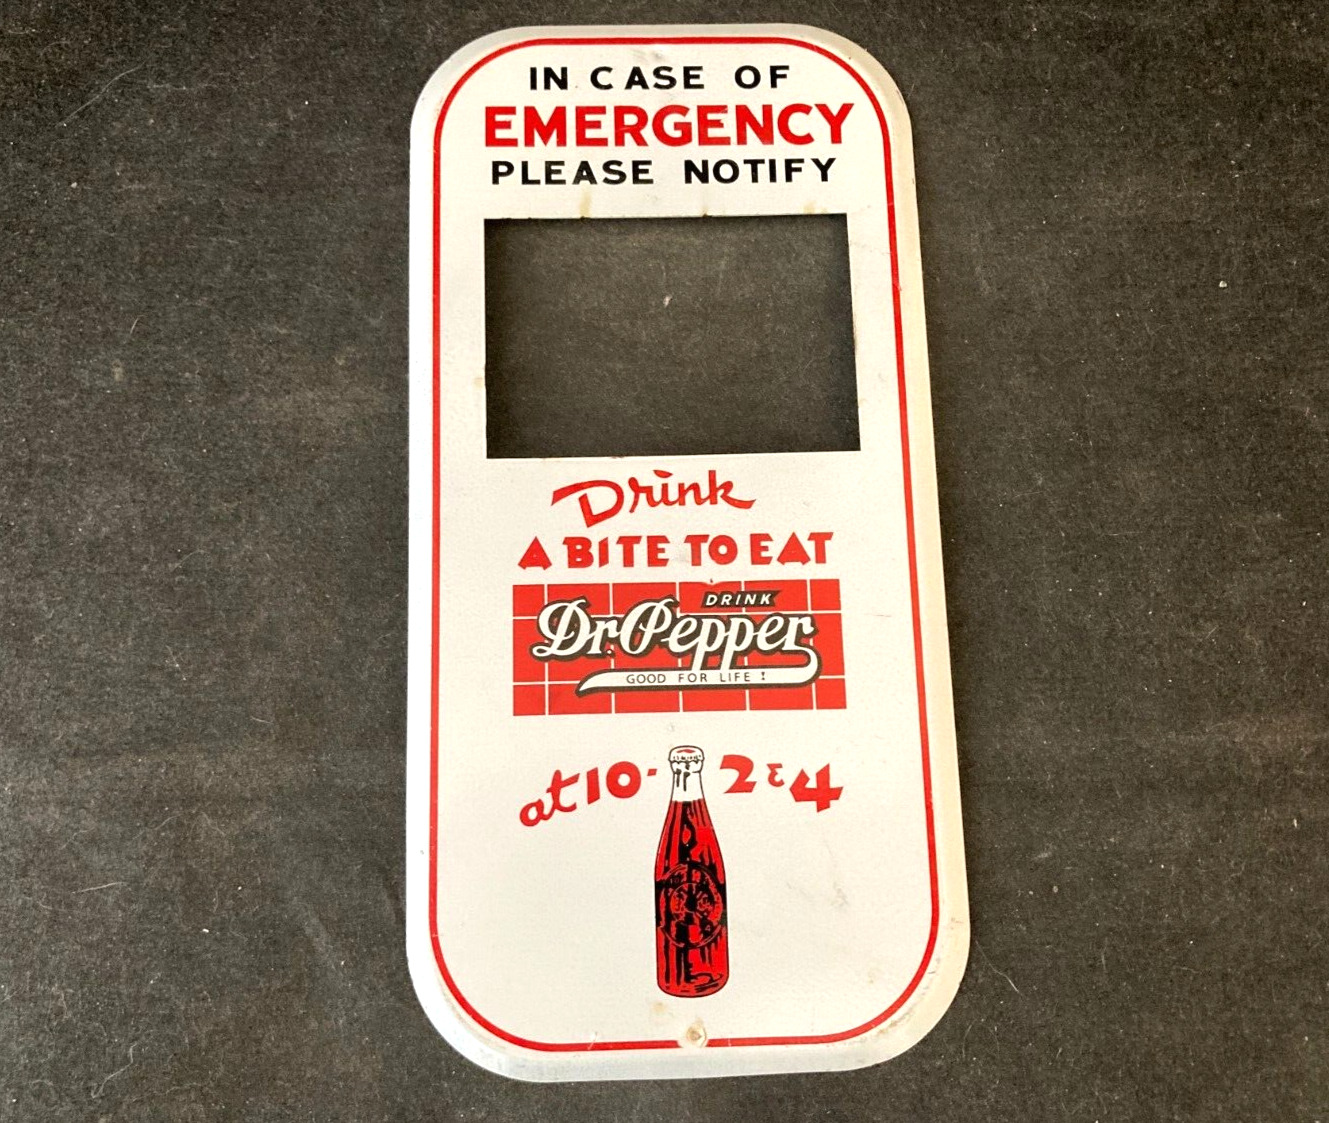 IN CASE OF
EMERGENCY
PLEASE NOTIFY
Drink
A BITE TO EAT
DRINK
Dr. Pepper
GOOD FOR LIFE!
at 10- 2 & 4